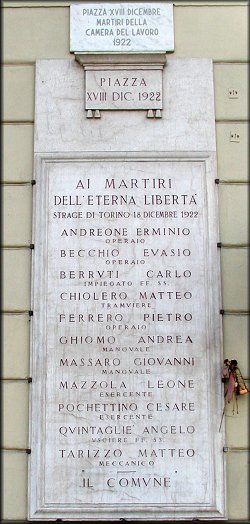 PIAZZA XVIII DICEMBRE
MARTIRI DELLA
CAMERA DEL LAVORO
1922
PIAZZA
XVIII DIC. 1922
AI MARTIRI
DELL'ETERNA LIBERTÀ
STRAGE DI TORINO 18 DICEMBRE 1922
ANDREONE ERMINIO
OPERAIO
BECCHIO EVASIO
OPERAIO
BERRVTI CARLO
IMPIEGATO FF. SS.
CHIOLERO MATTEO
TRAMVIERE
FERRERO PIETRO
OPERAIO
GHIOMO ANDREA
MANOVALE
MASSARO GIOVANNI
MANOVALE
MAZZOLA LEONE
ESERCENTE
POCHETTINO CESARE
ESERCENTE
QVINTAGLIÈ ANGELO
VSCIERE FF. SS.
TARIZZO MATTEO
MECCANICO
IL COMVNE